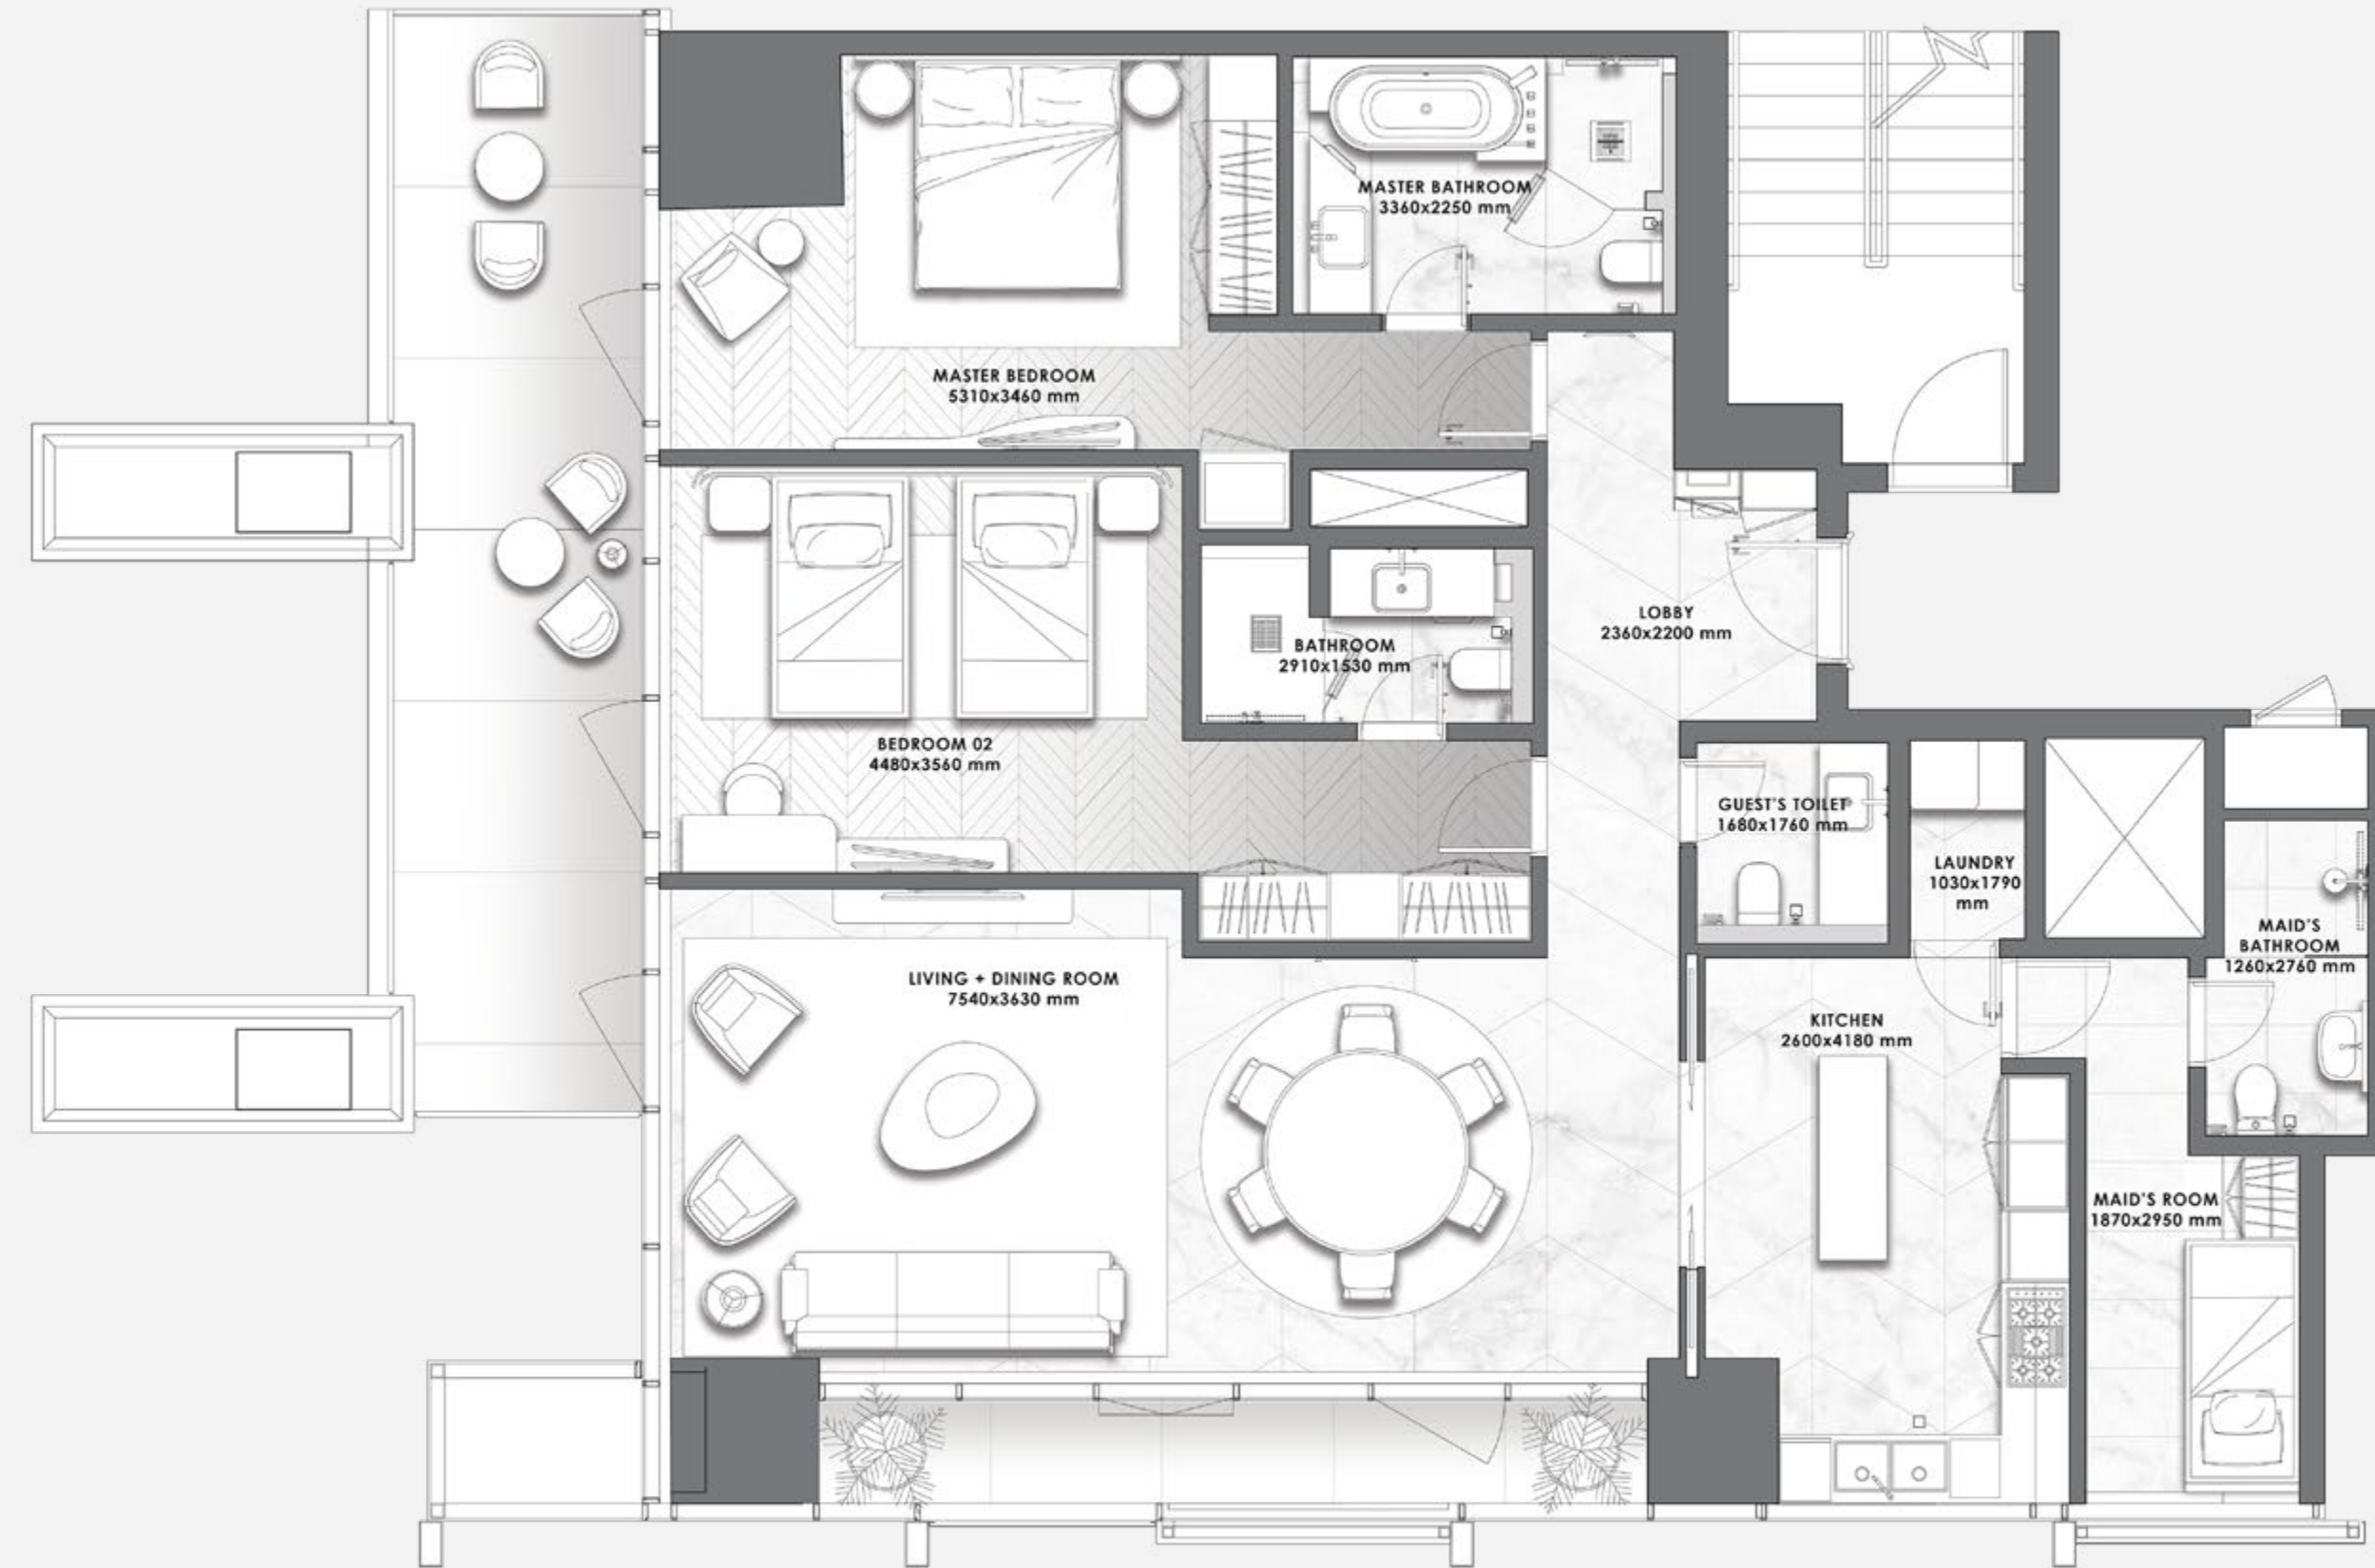 MASTER BATHROOM
3360x2250 mm
MASTER BEDROOM
5310x3460 mm
LOBBY
2360x2200 mm
BATHROOM
2910x1530 mm
BEDROOM 02
4480x3560 mm
GUEST'S TOILET
1680x1760 mm
LAUNDRY
1030x1790
mm
MAID'S
BATHROOM
1260x2760 mm
LIVING + DINING ROOM
7540x3630 mm
KITCHEN
2600x4180 mm
MAID'S ROOM
1870x2950 mm